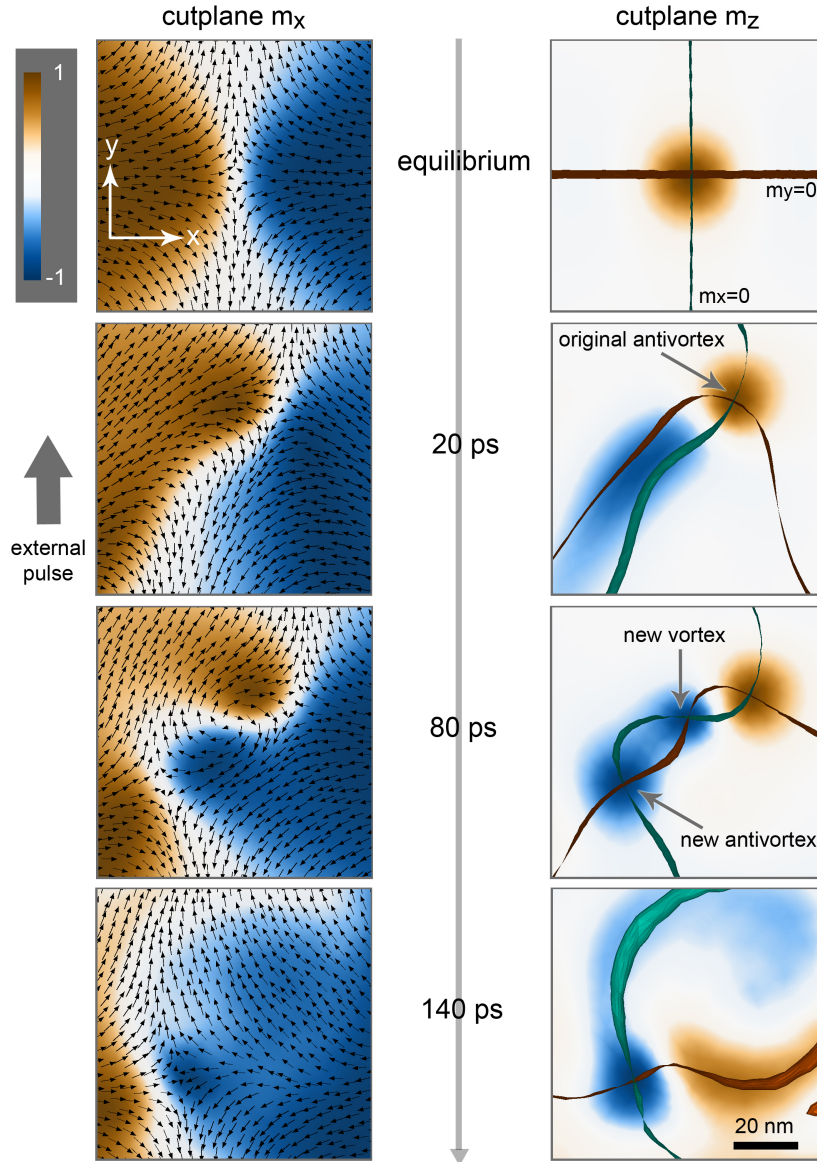 cutplane mx
cutplane mz
1
-1
y
x
equilibrium
my=0
mx=0
original antivortex
20 ps
external
pulse
new vortex
80 ps
new antivortex
140 ps
20 nm